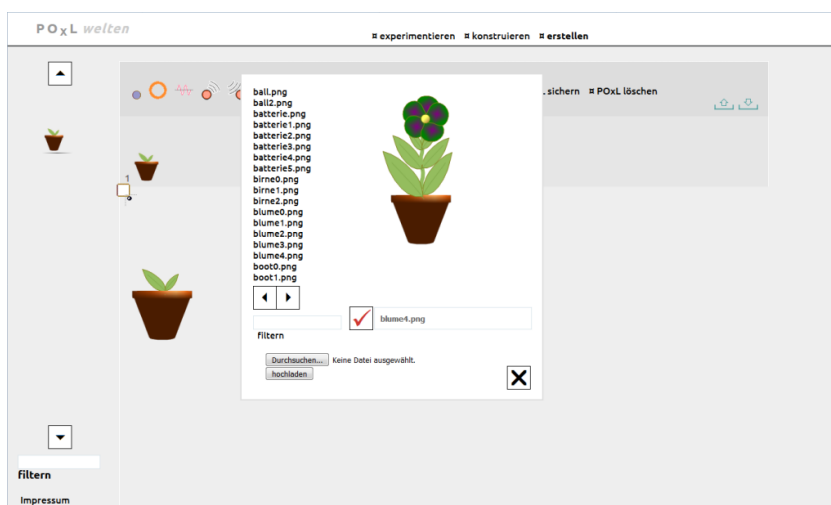 POXL welten
¤ experimentieren ¤ konstruieren ¤ erstellen
. sichern ¤ POxL löschen
1
ball.png
ball2.png
batterie.png
batterie1.png
batterie2.png
batterie3.png
batterie4.png
batterie5.png
birne0.png
birne1.png
birne2.png
blume0.png
blume1.png
blume2.png
blume3.png
blume4.png
boot0.png
boot1.png
blume4.png
filtern
Durchsuchen... Keine Datei ausgewählt.
hochladen
filtern
Impressum